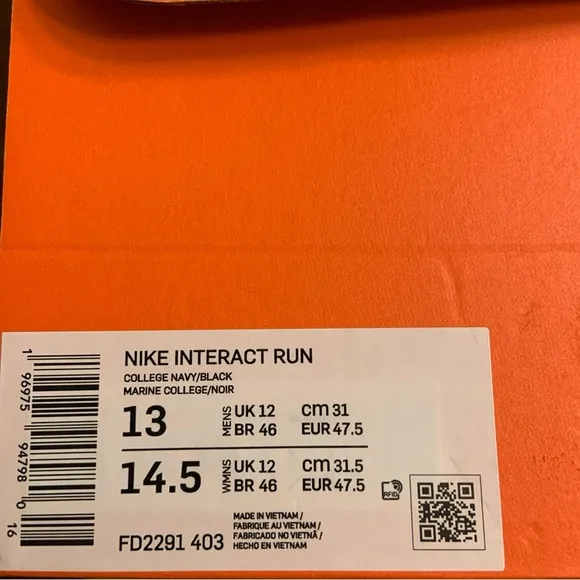 NIKE INTERACT RUN
COLLEGE NAVY/BLACK
MARINE COLLEGE/NOIR
13 MENS UK 12 CM 31
BR 46 EUR 47.5
14.5 WMNS UK 12 CM 31.5
BR 46 EUR 47.5
RFID
FD2291 403
MADE IN VIETNAM /
FABRIQUE AU VIETNAM /
FABRICADO NO VIETNÃ /
HECHO EN VIETNAM
1 96975 94798 0 16